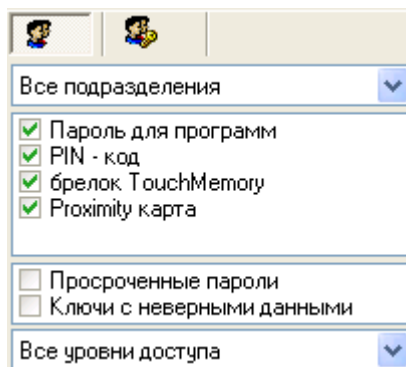 Все подразделения
Пароль для программ
PIN - код
брелок TouchMemory
Proximity карта
Просроченные пароли
Ключи с неверными данными
Все уровни доступа